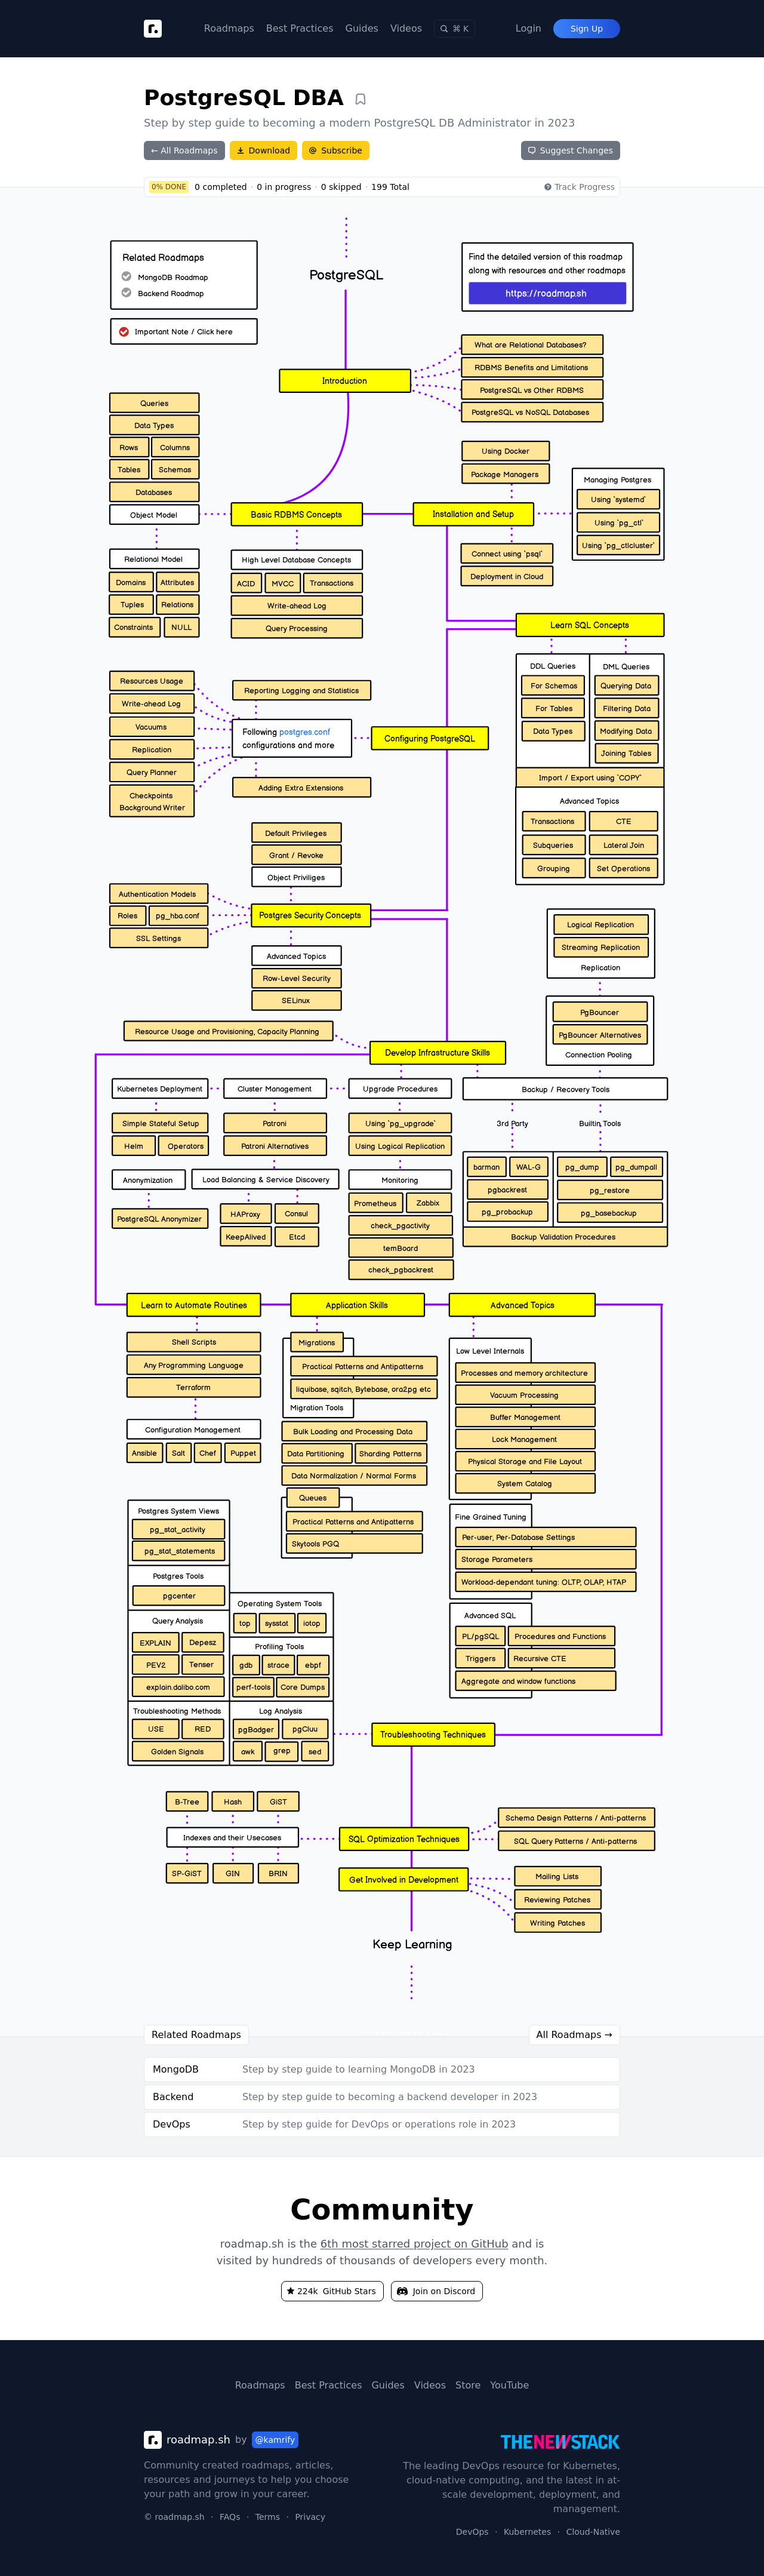 Roadmaps Best Practices Guides Videos ⌘ K Login Sign Up
PostgreSQL DBA
Step by step guide to becoming a modern PostgreSQL DB Administrator in 2023
← All Roadmaps Download Subscribe Suggest Changes
0% DONE 0 completed · 0 in progress · 0 skipped · 199 Total Track Progress
Related Roadmaps
MongoDB Roadmap
Backend Roadmap
Important Note / Click here
PostgreSQL
Find the detailed version of this roadmap
along with resources and other roadmaps
https://roadmap.sh
Introduction
What are Relational Databases?
RDBMS Benefits and Limitations
PostgreSQL vs Other RDBMS
PostgreSQL vs NoSQL Databases
Queries
Data Types
Rows Columns
Tables Schemas
Databases
Object Model
Basic RDBMS Concepts
Installation and Setup
Using Docker
Package Managers
Managing Postgres
Using `systemd`
Using `pg_ctl`
Using `pg_ctlcluster`
Connect using `psql`
Deployment in Cloud
Relational Model
Domains Attributes
Tuples Relations
Constraints NULL
High Level Database Concepts
ACID MVCC Transactions
Write-ahead Log
Query Processing
Learn SQL Concepts
DDL Queries
For Schemas
For Tables
Data Types
DML Queries
Querying Data
Filtering Data
Modifying Data
Joining Tables
Import / Export using `COPY`
Advanced Topics
Transactions CTE
Subqueries Lateral Join
Grouping Set Operations
Resources Usage
Write-ahead Log
Vacuums
Replication
Query Planner
Checkpoints
Background Writer
Reporting Logging and Statistics
Following postgres.conf
configurations and more
Adding Extra Extensions
Configuring PostgreSQL
Default Privileges
Grant / Revoke
Object Priviliges
Authentication Models
Roles pg_hba.conf
SSL Settings
Postgres Security Concepts
Advanced Topics
Row-Level Security
SELinux
Logical Replication
Streaming Replication
Replication
PgBouncer
PgBouncer Alternatives
Connection Pooling
Resource Usage and Provisioning, Capacity Planning
Develop Infrastructure Skills
Kubernetes Deployment
Simple Stateful Setup
Helm Operators
Cluster Management
Patroni
Patroni Alternatives
Upgrade Procedures
Using `pg_upgrade`
Using Logical Replication
Backup / Recovery Tools
3rd Party Builtin Tools
barman WAL-G
pgbackrest
pg_probackup
pg_dump pg_dumpall
pg_restore
pg_basebackup
Backup Validation Procedures
Anonymization
PostgreSQL Anonymizer
Load Balancing & Service Discovery
HAProxy Consul
KeepAlived Etcd
Monitoring
Prometheus Zabbix
check_pgactivity
temBoard
check_pgbackrest
Learn to Automate Routines
Application Skills
Advanced Topics
Shell Scripts
Any Programming Language
Terraform
Configuration Management
Ansible Salt Chef Puppet
Migrations
Practical Patterns and Antipatterns
liquibase, sqitch, Bytebase, ora2pg etc
Migration Tools
Bulk Loading and Processing Data
Data Partitioning Sharding Patterns
Data Normalization / Normal Forms
Queues
Practical Patterns and Antipatterns
Skytools PGQ
Low Level Internals
Processes and memory architecture
Vacuum Processing
Buffer Management
Lock Management
Physical Storage and File Layout
System Catalog
Fine Grained Tuning
Per-user, Per-Database Settings
Storage Parameters
Workload-dependant tuning: OLTP, OLAP, HTAP
Advanced SQL
PL/pgSQL Procedures and Functions
Triggers Recursive CTE
Aggregate and window functions
Postgres System Views
pg_stat_activity
pg_stat_statements
Postgres Tools
pgcenter
Query Analysis
EXPLAIN Depesz
PEV2 Tenser
explain.dalibo.com
Troubleshooting Methods
USE RED
Golden Signals
Operating System Tools
top sysstat iotop
Profiling Tools
gdb strace ebpf
perf-tools Core Dumps
Log Analysis
pgBadger pgCluu
awk grep sed
Troubleshooting Techniques
B-Tree Hash GiST
Indexes and their Usecases
SP-GiST GIN BRIN
SQL Optimization Techniques
Schema Design Patterns / Anti-patterns
SQL Query Patterns / Anti-patterns
Get Involved in Development
Mailing Lists
Reviewing Patches
Writing Patches
Keep Learning
Related Roadmaps All Roadmaps →
MongoDB Step by step guide to learning MongoDB in 2023
Backend Step by step guide to becoming a backend developer in 2023
DevOps Step by step guide for DevOps or operations role in 2023
Community
roadmap.sh is the 6th most starred project on GitHub and is
visited by hundreds of thousands of developers every month.
224k GitHub Stars Join on Discord
Roadmaps Best Practices Guides Videos Store YouTube
roadmap.sh by @kamrify
Community created roadmaps, articles,
resources and journeys to help you choose
your path and grow in your career.
© roadmap.sh · FAQs · Terms · Privacy
THENEWSTACK
The leading DevOps resource for Kubernetes,
cloud-native computing, and the latest in at-
scale development, deployment, and
management.
DevOps · Kubernetes · Cloud-Native